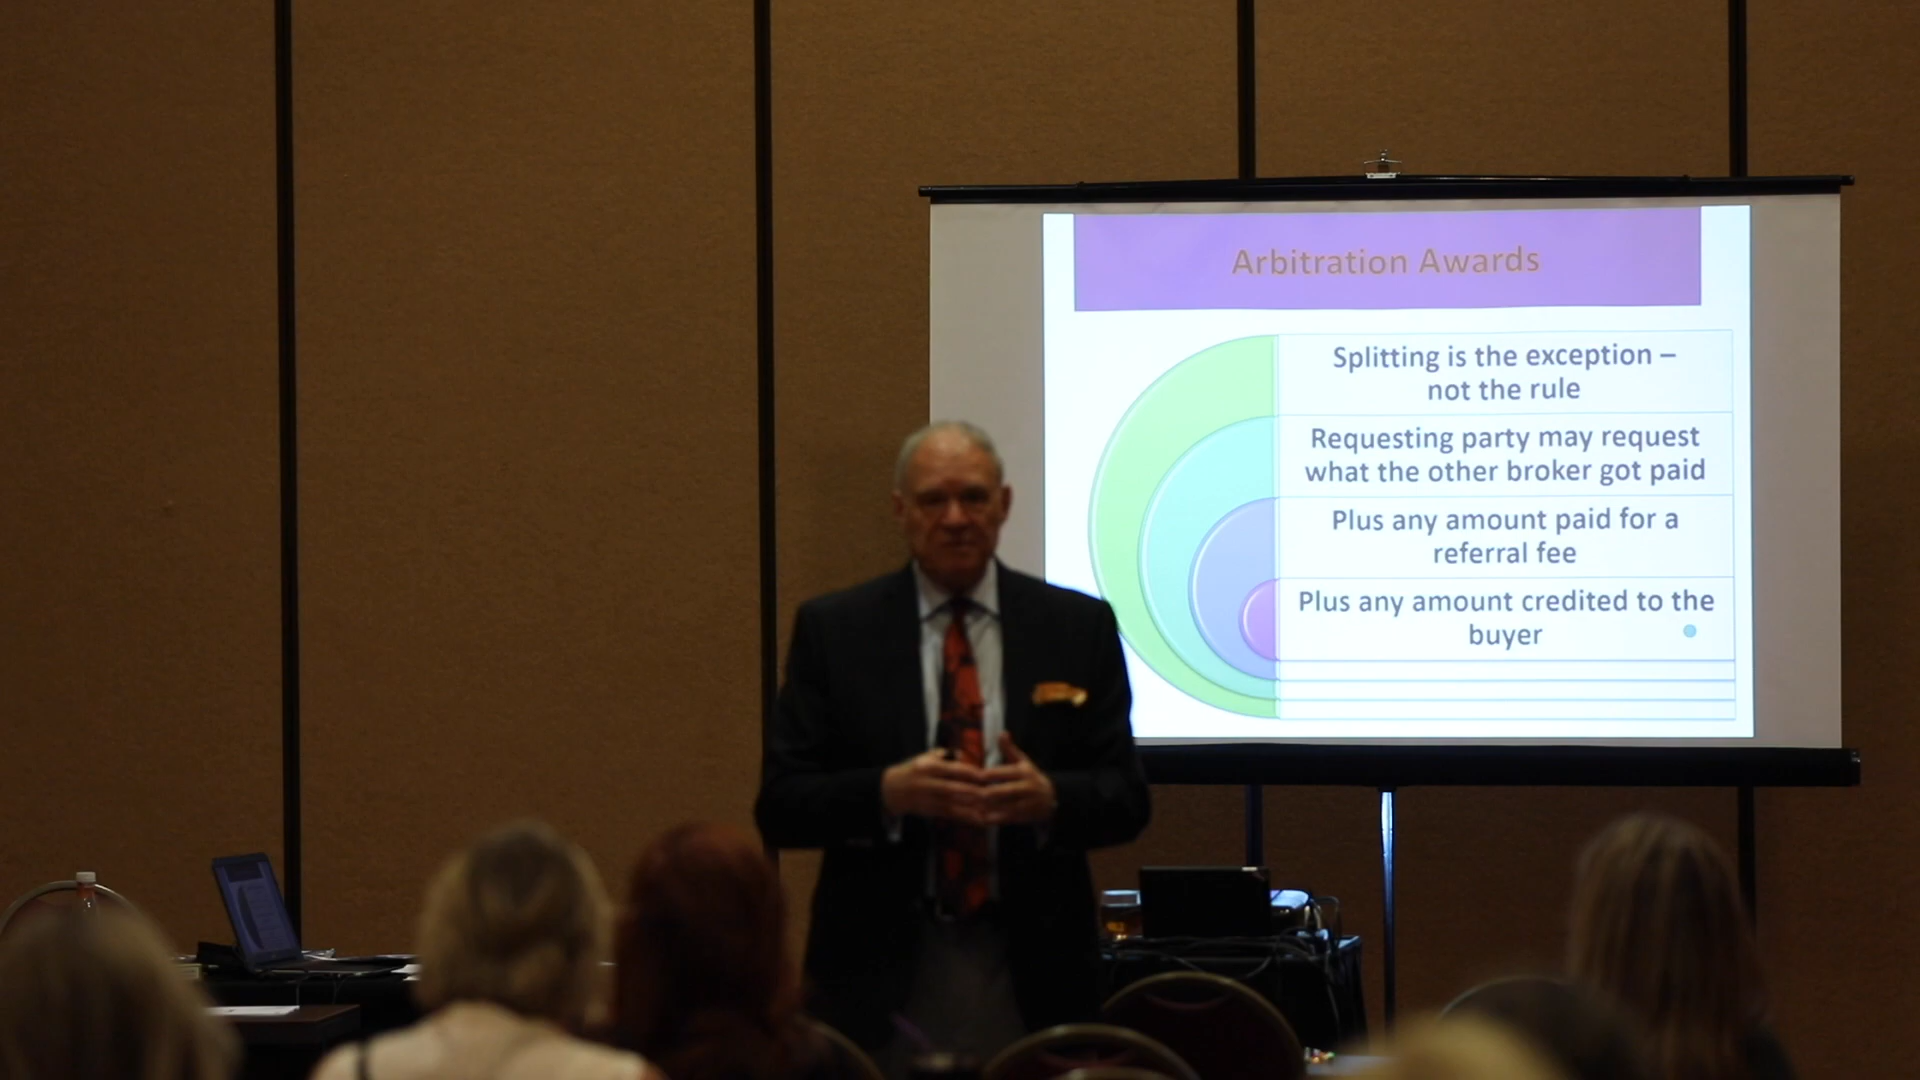 Arbitration Awards
Splitting is the exception –
not the rule
Requesting party may request
what the other broker got paid
Plus any amount paid for a
referral fee
Plus any amount credited to the
buyer